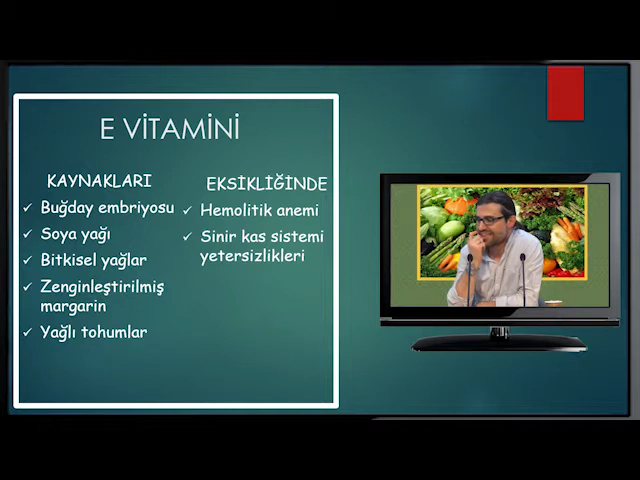 E VİTAMİNİ
KAYNAKLARI
Buğday embriyosu
Soya yağı
Bitkisel yağlar
Zenginleştirilmiş
margarin
Yağlı tohumlar
EKSİKLİĞİNDE
Hemolitik anemi
Sinir kas sistemi
yetersizlikleri